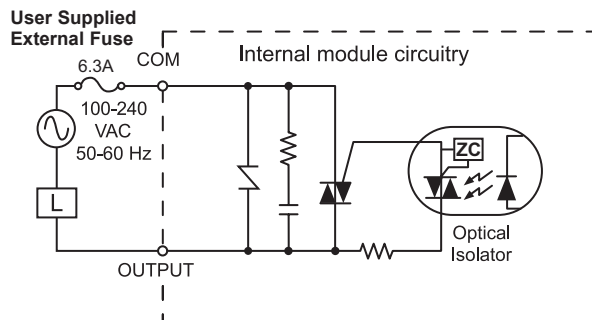 User Supplied
External Fuse
COM
Internal module circuitry
6.3A
100-240
VAC
50-60 Hz
ZC
L
Optical
Isolator
OUTPUT